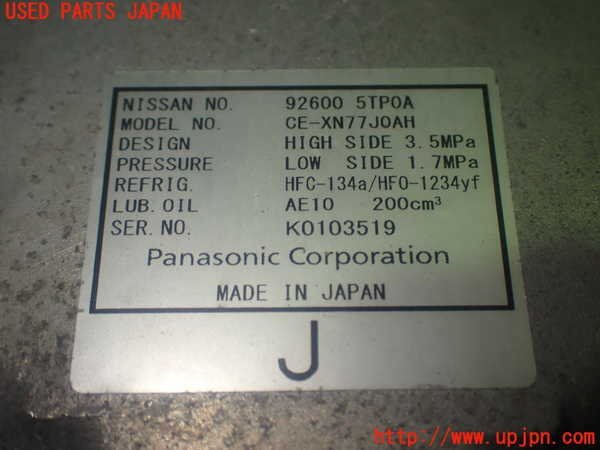 USED PARTS JAPAN
NISSAN NO. 92600 5TP0A
MODEL NO. CE-XN77J0AH
DESIGN HIGH SIDE 3.5MPa
PRESSURE LOW SIDE 1.7MPa
REFRIG. HFC-134a/HFO-1234yf
LUB. OIL AE10 200cm³
SER. NO. K0103519
Panasonic Corporation
MADE IN JAPAN
J
http://www.upjpn.com/